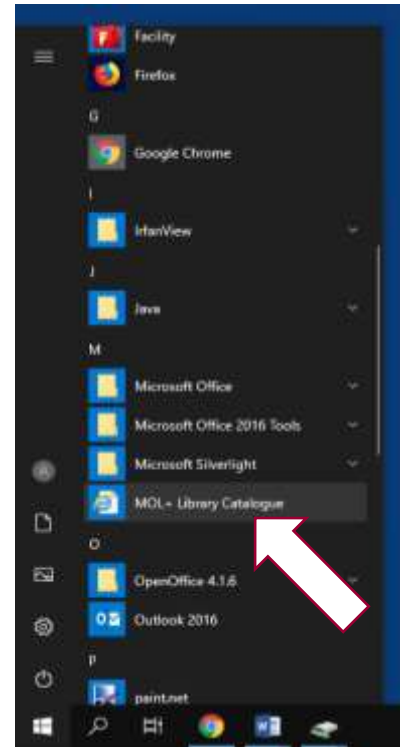 Facility
Firefox
G
Google Chrome
I
IrfanView
J
Java
M
Microsoft Office
Microsoft Office 2016 Tools
Microsoft Silverlight
MOL+ Library Catalogue
O
OpenOffice 4.1.6
Outlook 2016
P
paint.net